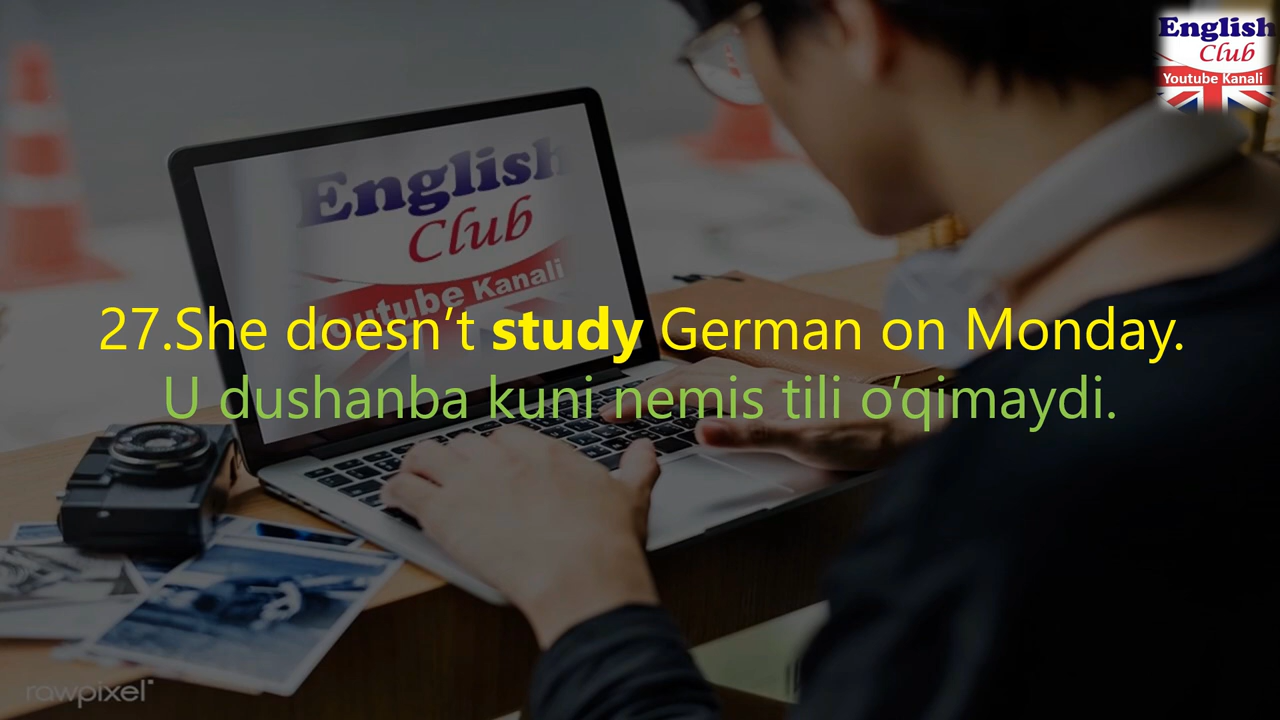 English
Club
Youtube Kanali
English
Club
Youtube Kanali
27.She doesn’t study German on Monday.
U dushanba kuni nemis tili o’qimaydi.
rawpixel